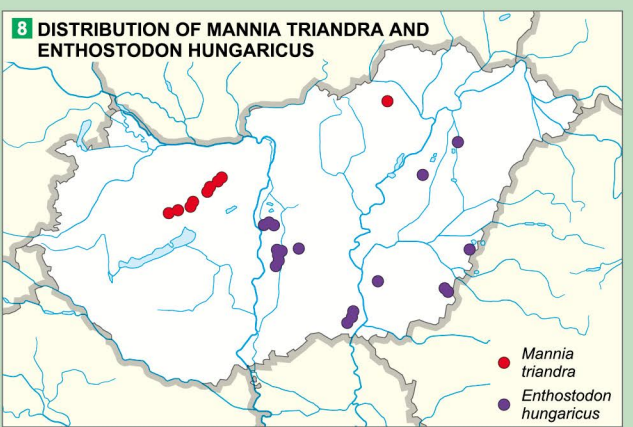 8 DISTRIBUTION OF MANNIA TRIANDRA AND
ENTHOSTODON HUNGARICUS
Mannia
triandra
Enthostodon
hungaricus